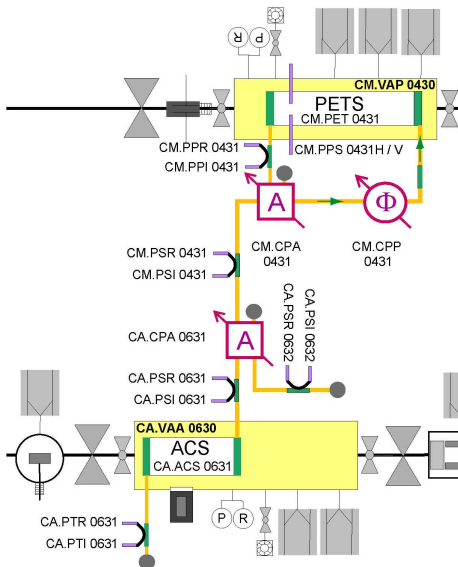 R P
CM.VAP 0430
PETS
CM.PET 0431
CM.PPR 0431
CM.PPI 0431
CM.PPS 0431H / V
A
Φ
CM.CPA
0431
CM.CPP
0431
CM.PSR 0431
CM.PSI 0431
CA.CPA 0631
A
CA.PSR 0632
CA.PSI 0632
CA.PSR 0631
CA.PSI 0631
CA.VAA 0630
ACS
CA.ACS 0631
P R
CA.PTR 0631
CA.PTI 0631